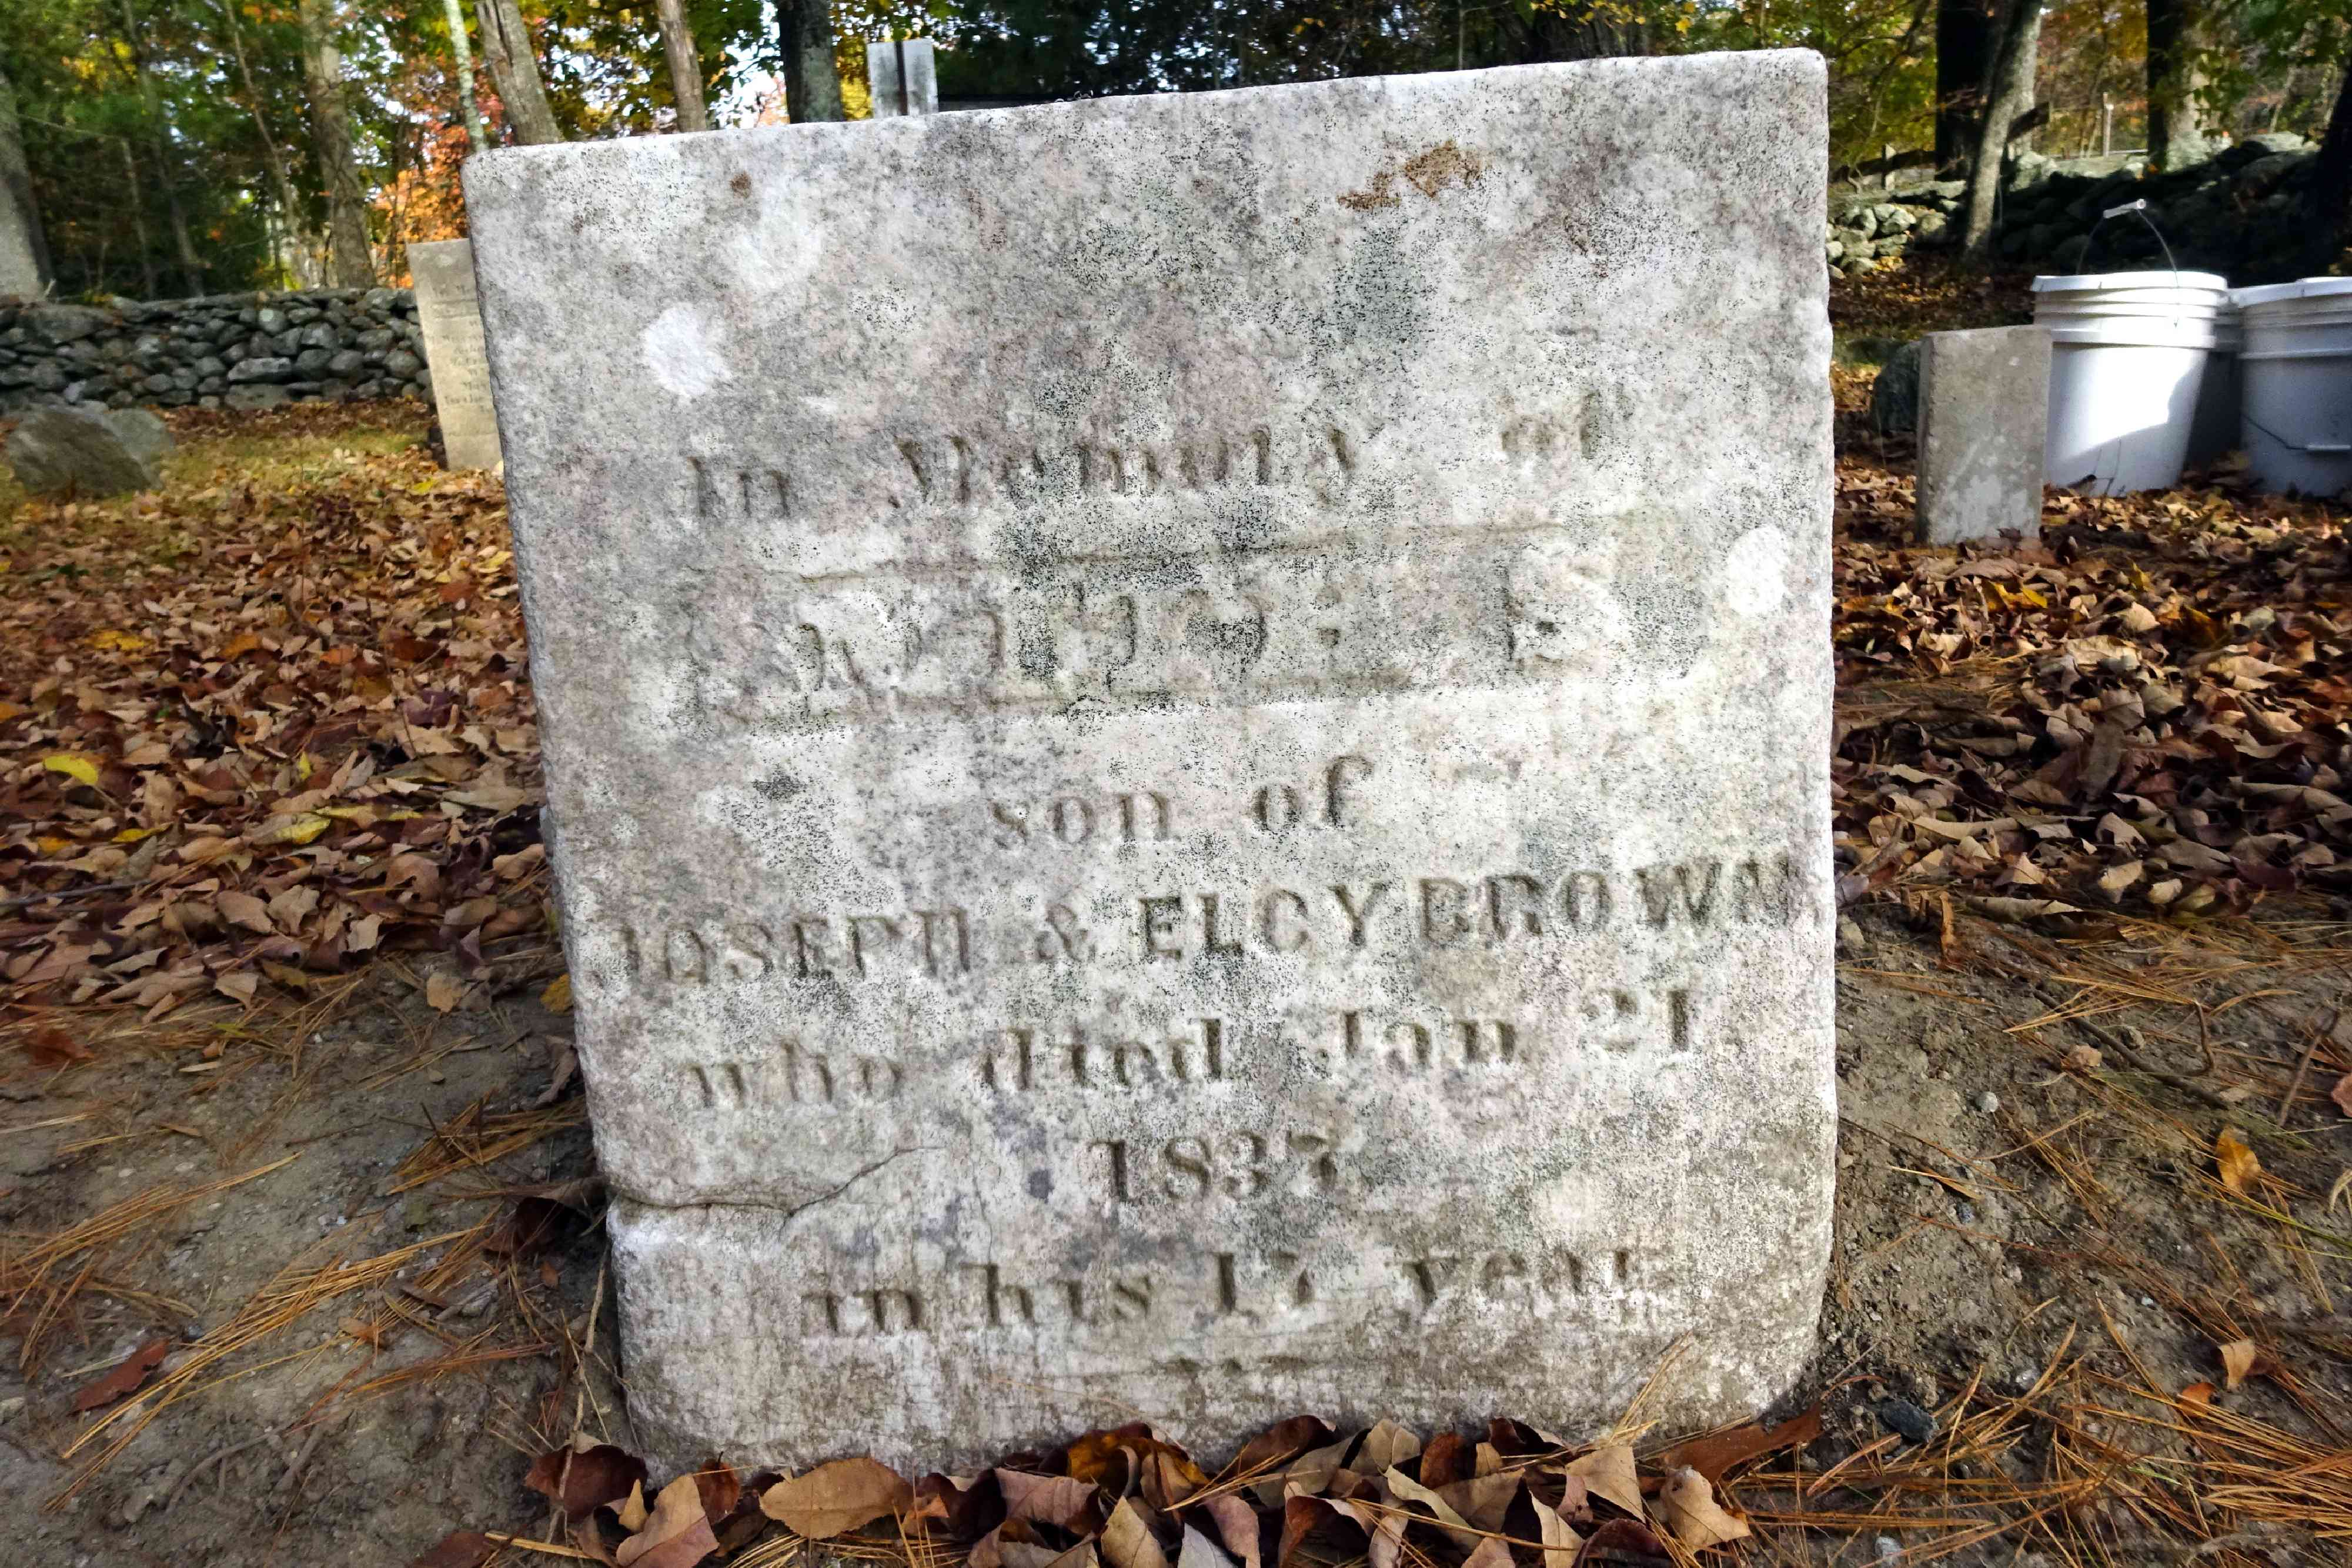 In Memory of
son of
JOSEPH & ELCY BROWN,
who died Jan 21
1837
in his 17 year